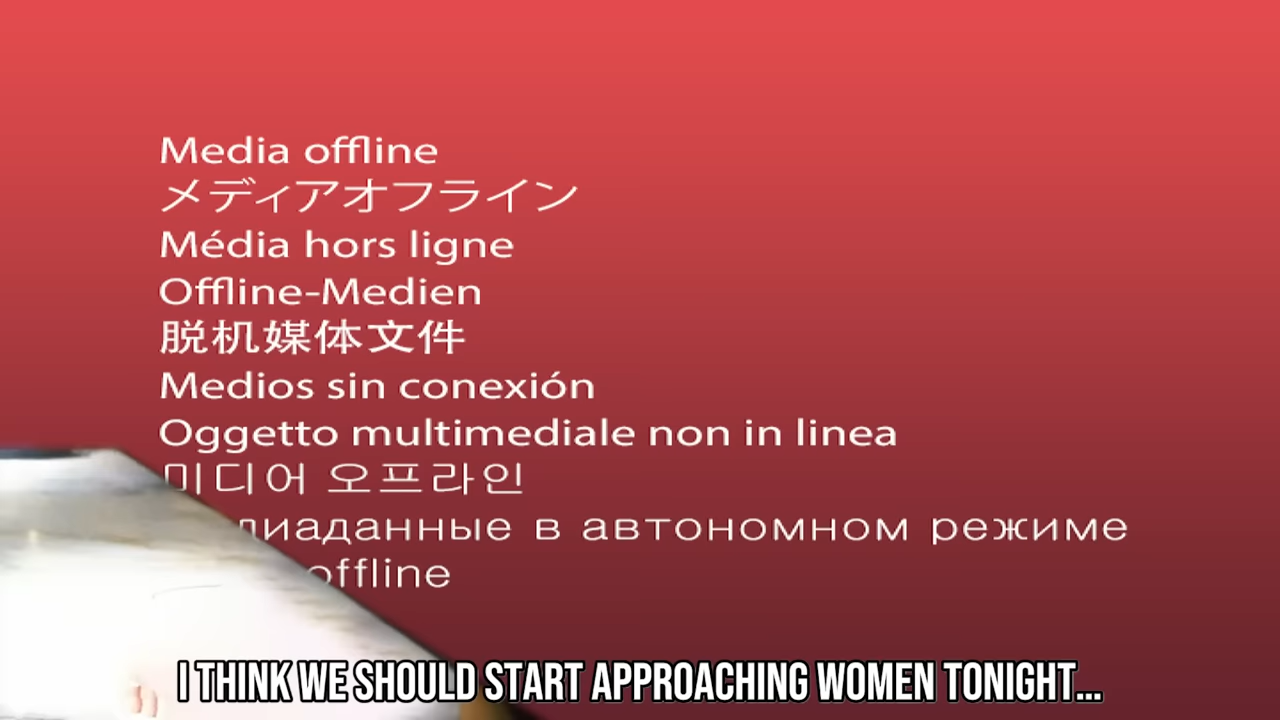 Media offline
メディアオフライン
Média hors ligne
Offline-Medien
脱机媒体文件
Medios sin conexión
Oggetto multimediale non in linea
미디어 오프라인
в автономном режиме
offline
I THINK WE SHOULD START APPROACHING WOMEN TONIGHT...